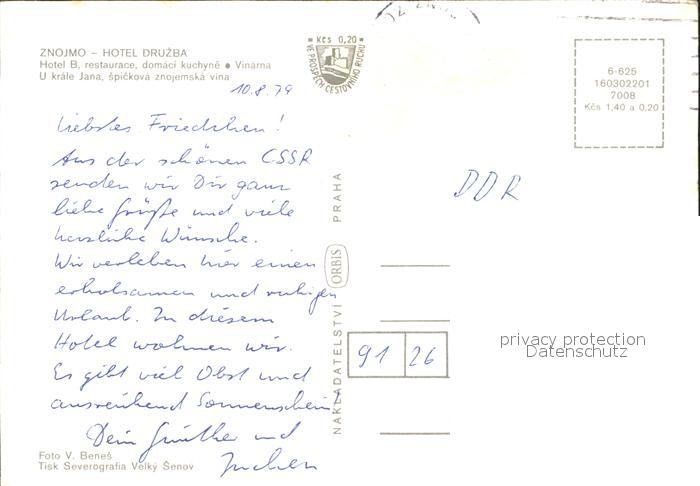 ZNOJMO – HOTEL DRUŽBA
Hotel B, restaurace, domácí kuchyně ● Vinárna
U krále Jana, špičková znojemská vína
Kčs 0,20
VE PROSPĚCH CESTOVNÍHO RUCHU
6-625
160302201
7008
Kčs 1,40 a 0,20
10.8.79
Liebstes Friedchen!
Aus der schönen CSSR
senden wir Dir ganz
liebe Grüße und viele
herzliche Wünsche.
Wir verleben hier einen
erholsamen und ruhigen
Urlaub. In diesem
Hotel wohnen wir.
Es gibt viel Obst und
ausreichend Sonnenschein!
Dein Günther und
Foto V. Beneš
Tisk Severografia Velký Šenov
NAKLADATELSTVÍ ORBIS PRAHA
DDR
91 26
privacy protection
Datenschutz